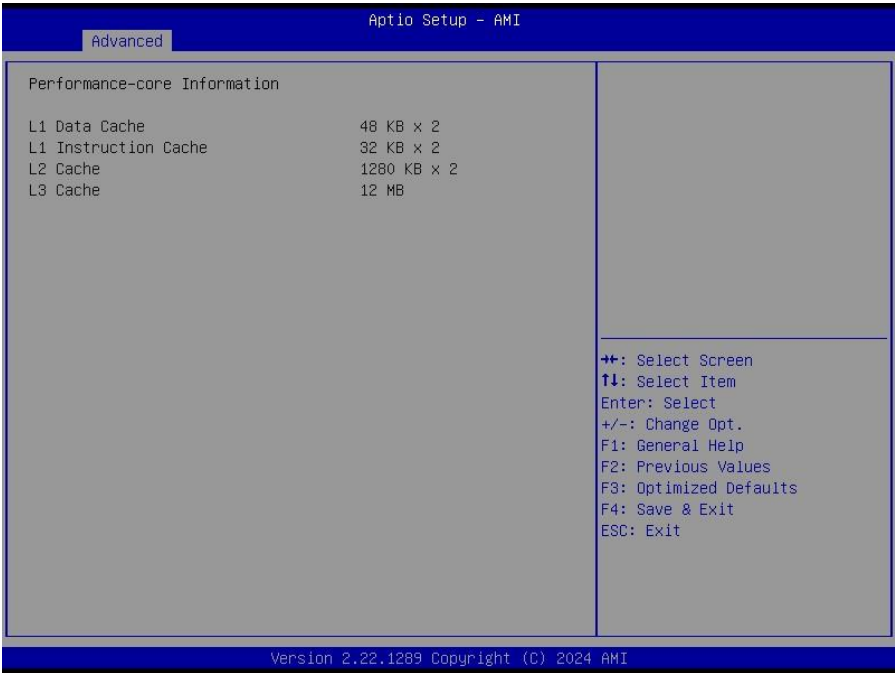 Aptio Setup – AMI
Advanced
Performance-core Information
L1 Data Cache 48 KB x 2
L1 Instruction Cache 32 KB x 2
L2 Cache 1280 KB x 2
L3 Cache 12 MB
→←: Select Screen
↑↓: Select Item
Enter: Select
+/-: Change Opt.
F1: General Help
F2: Previous Values
F3: Optimized Defaults
F4: Save & Exit
ESC: Exit
Version 2.22.1289 Copyright (C) 2024 AMI